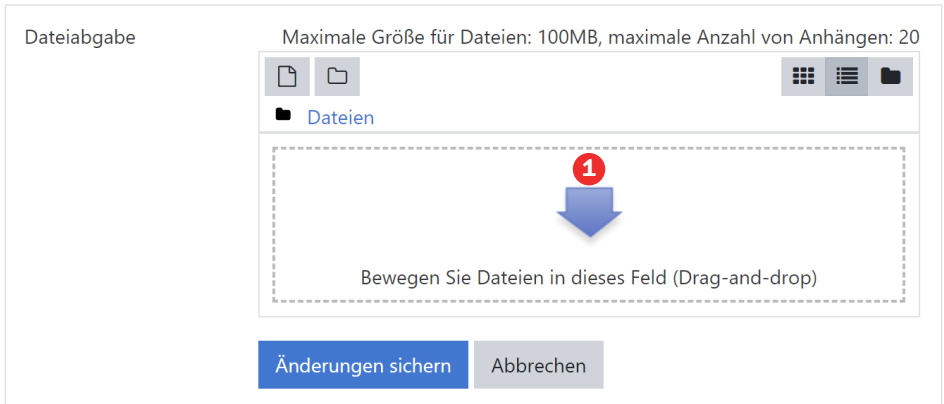 Dateiabgabe
Maximale Größe für Dateien: 100MB, maximale Anzahl von Anhängen: 20
Dateien
1
Bewegen Sie Dateien in dieses Feld (Drag-and-drop)
Änderungen sichern
Abbrechen